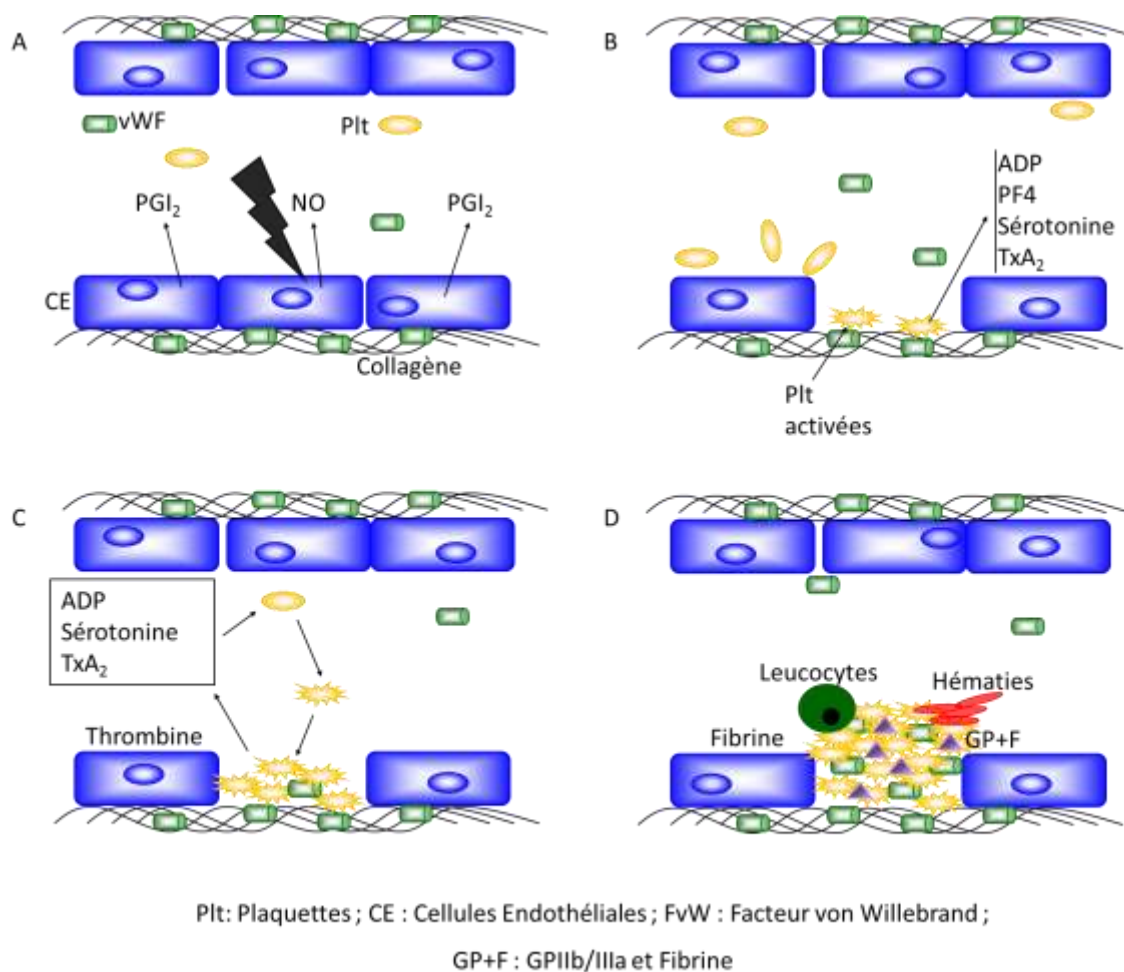 A
vWF
Plt
PGI₂
NO
PGI₂
CE
Collagène
B
ADP
PF4
Sérotonine
TxA₂
Plt
activées
C
ADP
Sérotonine
TxA₂
Thrombine
D
Leucocytes
Hématies
Fibrine
GP+F
Plt: Plaquettes ; CE : Cellules Endothéliales ; FvW : Facteur von Willebrand ;
GP+F : GPIIb/IIIa et Fibrine